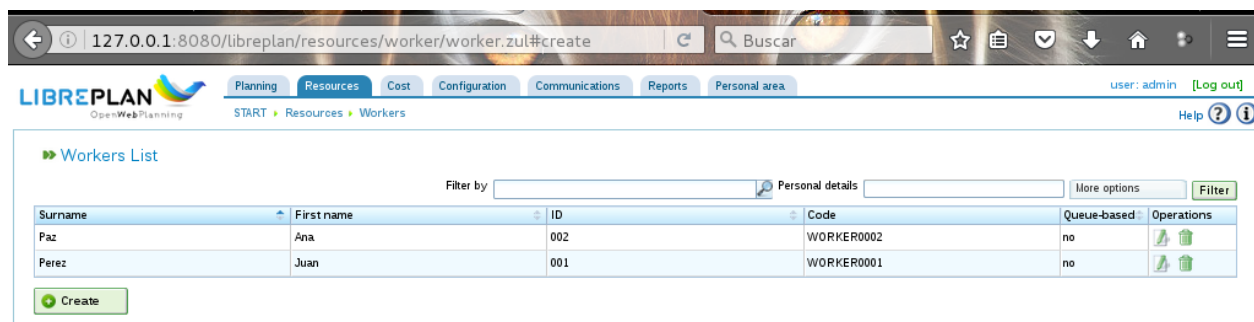 127.0.0.1:8080/libreplan/resources/worker/worker.zul#create Buscar
LIBREPLAN
OpenWebPlanning
Planning Resources Cost Configuration Communications Reports Personal area user: admin [Log out]
START Resources Workers Help
Workers List
Filter by Personal details More options Filter
Surname First name ID Code Queue-based Operations
Paz Ana 002 WORKER0002 no
Perez Juan 001 WORKER0001 no
Create